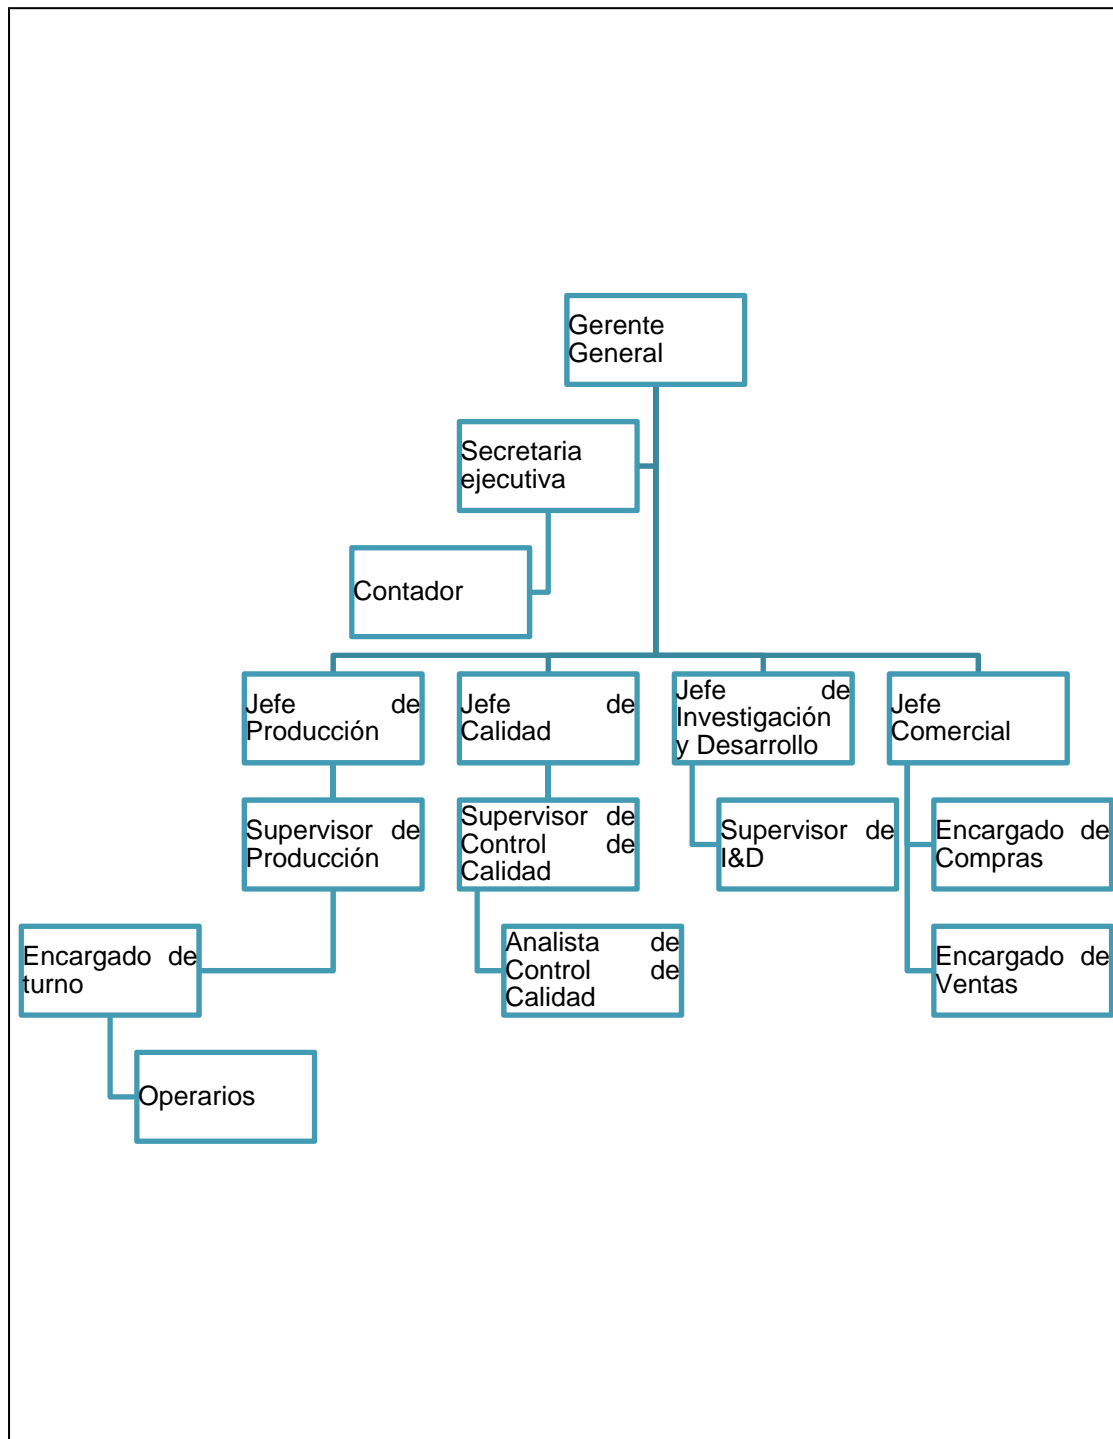 Gerente
General
Secretaria
ejecutiva
Contador
Jefe de
Producción
Jefe de
Calidad
Jefe de
Investigación
y Desarrollo
Jefe
Comercial
Supervisor de
Producción
Supervisor de
Control de
Calidad
Supervisor de
I&D
Encargado de
Compras
Encargado de
turno
Analista de
Control de
Calidad
Encargado de
Ventas
Operarios